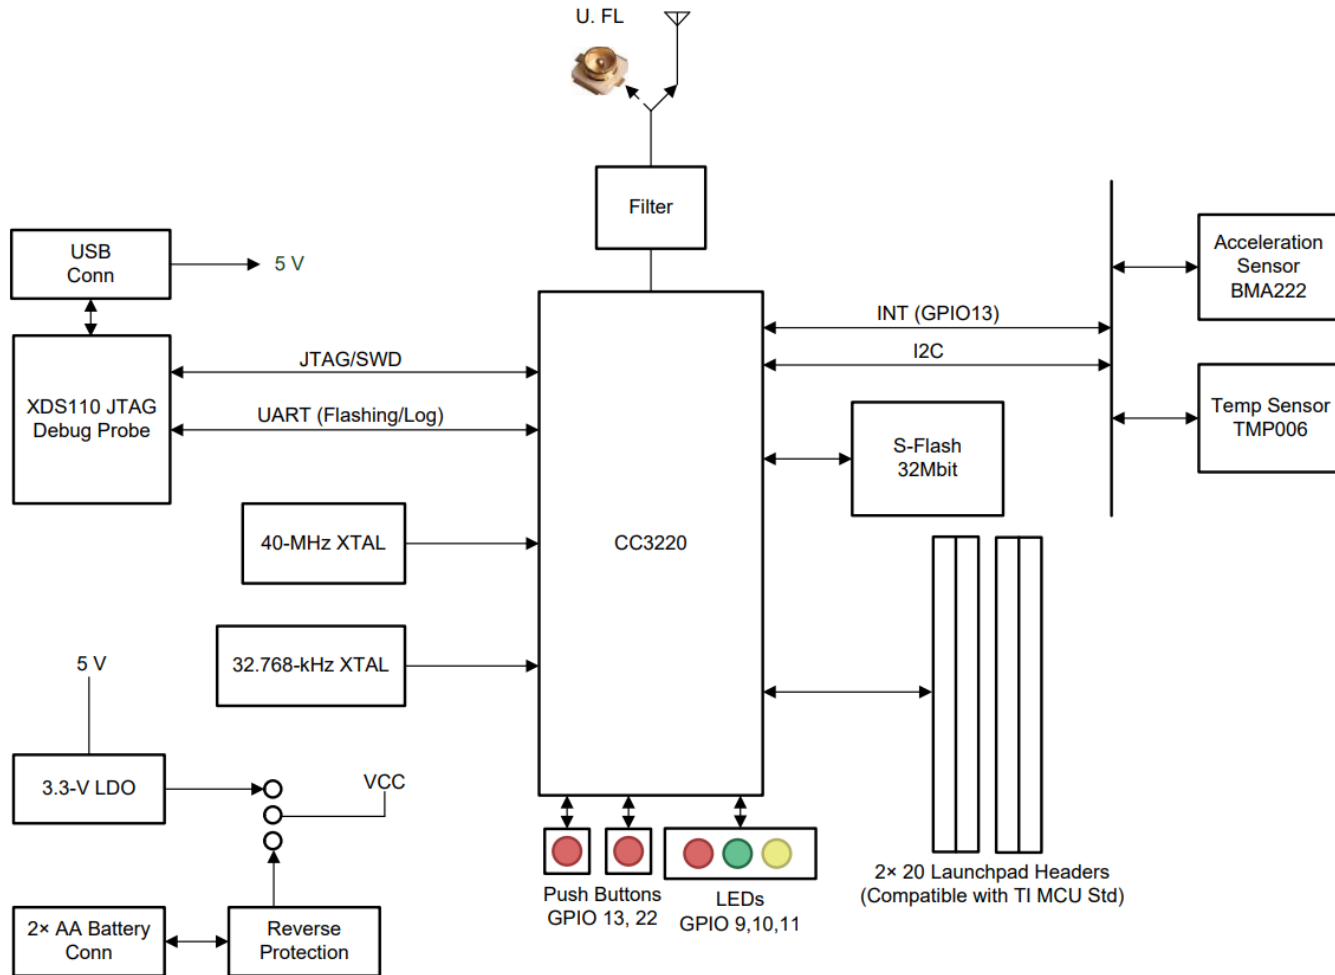 U. FL
Filter
USB
Conn
5 V
Acceleration
Sensor
BMA222
INT (GPIO13)
I2C
JTAG/SWD
XDS110 JTAG
Debug Probe
UART (Flashing/Log)
Temp Sensor
TMP006
S-Flash
32Mbit
40-MHz XTAL
CC3220
32.768-kHz XTAL
5 V
3.3-V LDO
VCC
2× 20 Launchpad Headers
(Compatible with TI MCU Std)
Push Buttons
GPIO 13, 22
LEDs
GPIO 9,10,11
2× AA Battery
Conn
Reverse
Protection